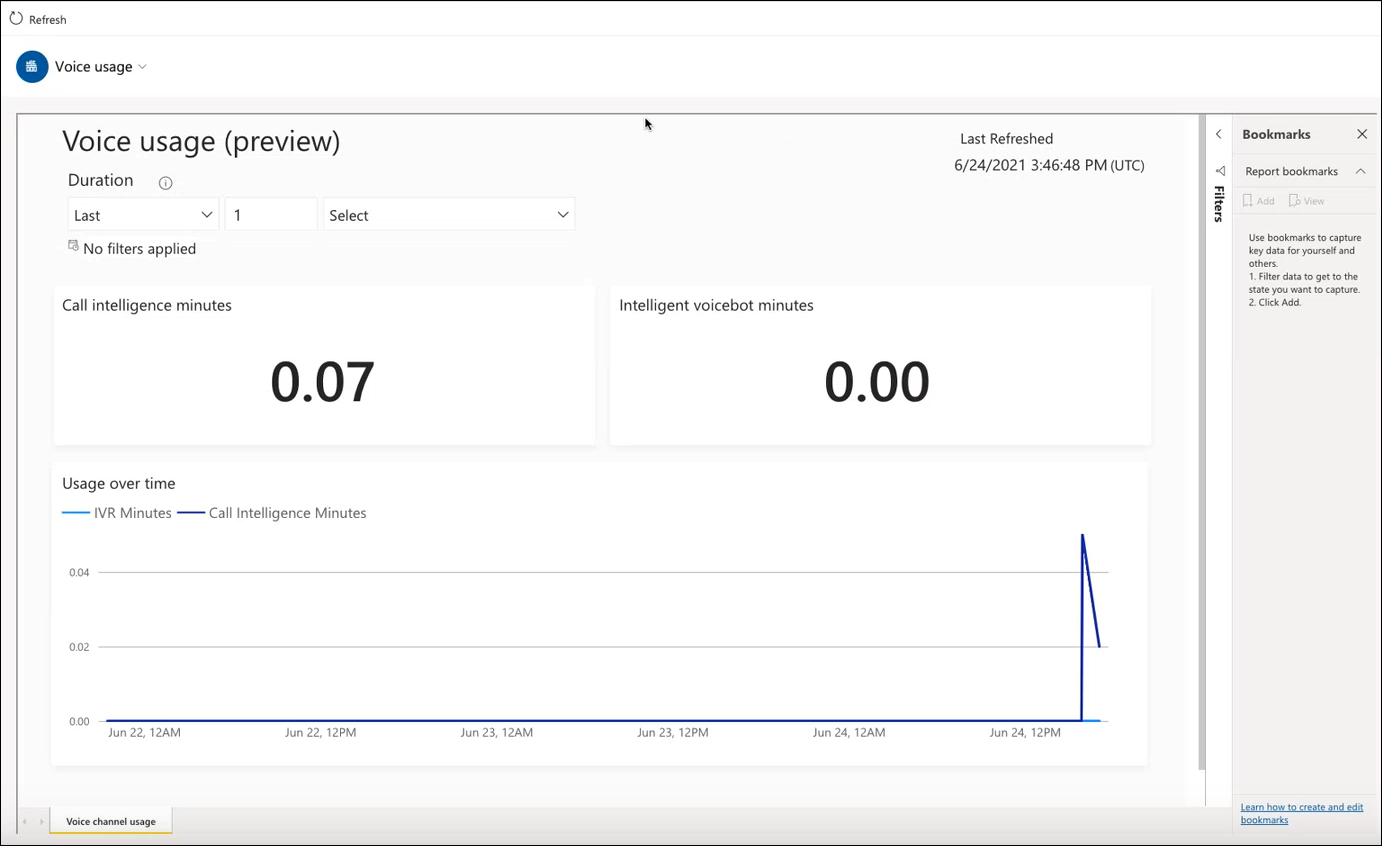 Refresh
Voice usage
Voice usage (preview)
Last Refreshed
6/24/2021 3:46:48 PM (UTC)
Duration
Last
1
Select
No filters applied
Call intelligence minutes
0.07
Intelligent voicebot minutes
0.00
Usage over time
IVR Minutes
Call Intelligence Minutes
0.04
0.02
0.00
Jun 22, 12AM
Jun 22, 12PM
Jun 23, 12AM
Jun 23, 12PM
Jun 24, 12AM
Jun 24, 12PM
Voice channel usage
Filters
Bookmarks
Report bookmarks
Add
View
Use bookmarks to capture
key data for yourself and
others.
1. Filter data to get to the
state you want to capture.
2. Click Add.
Learn how to create and edit
bookmarks